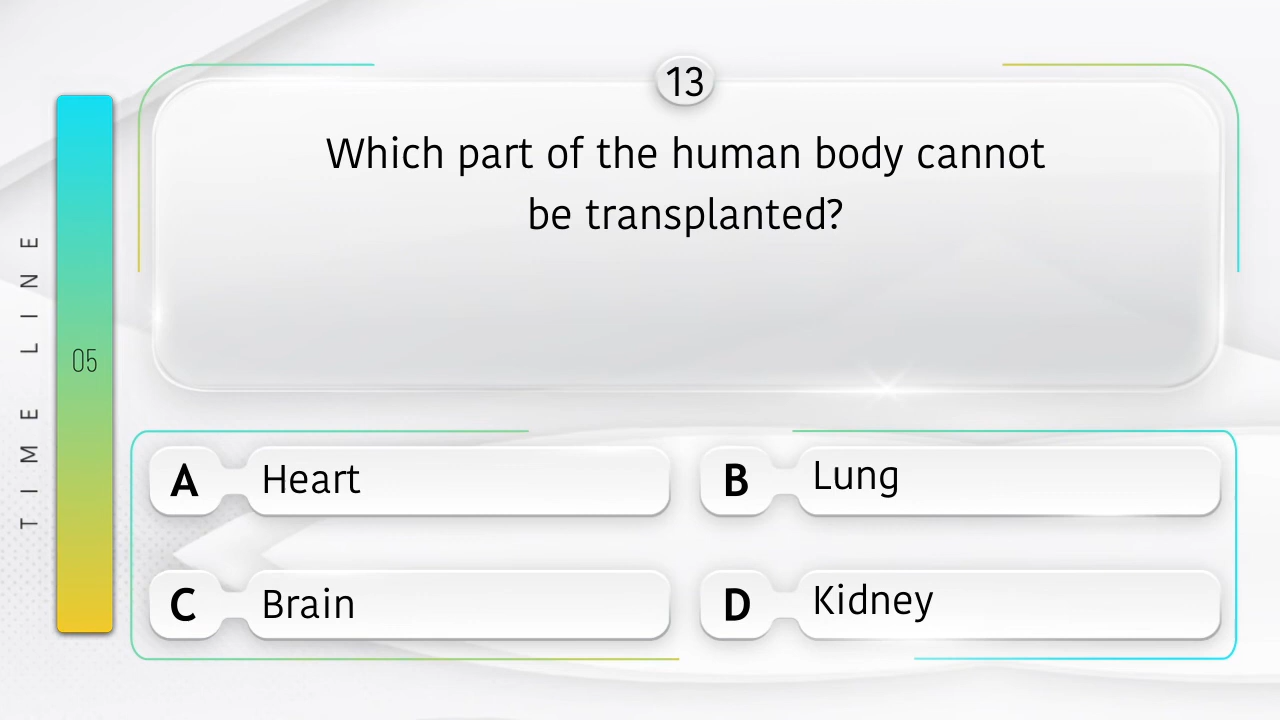 13
Which part of the human body cannot
be transplanted?
TIME LINE
05
A Heart
B Lung
C Brain
D Kidney